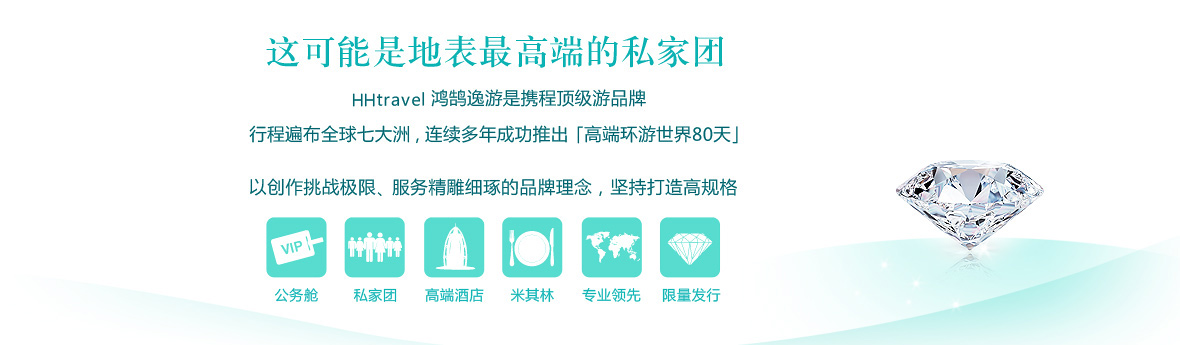 这可能是地表最高端的私家团
HHtravel 鸿鹄逸游是携程顶级游品牌
行程遍布全球七大洲，连续多年成功推出「高端环游世界80天」
以创作挑战极限、服务精雕细琢的品牌理念，坚持打造高规格
VIP
公务舱 私家团 高端酒店 米其林 专业领先 限量发行